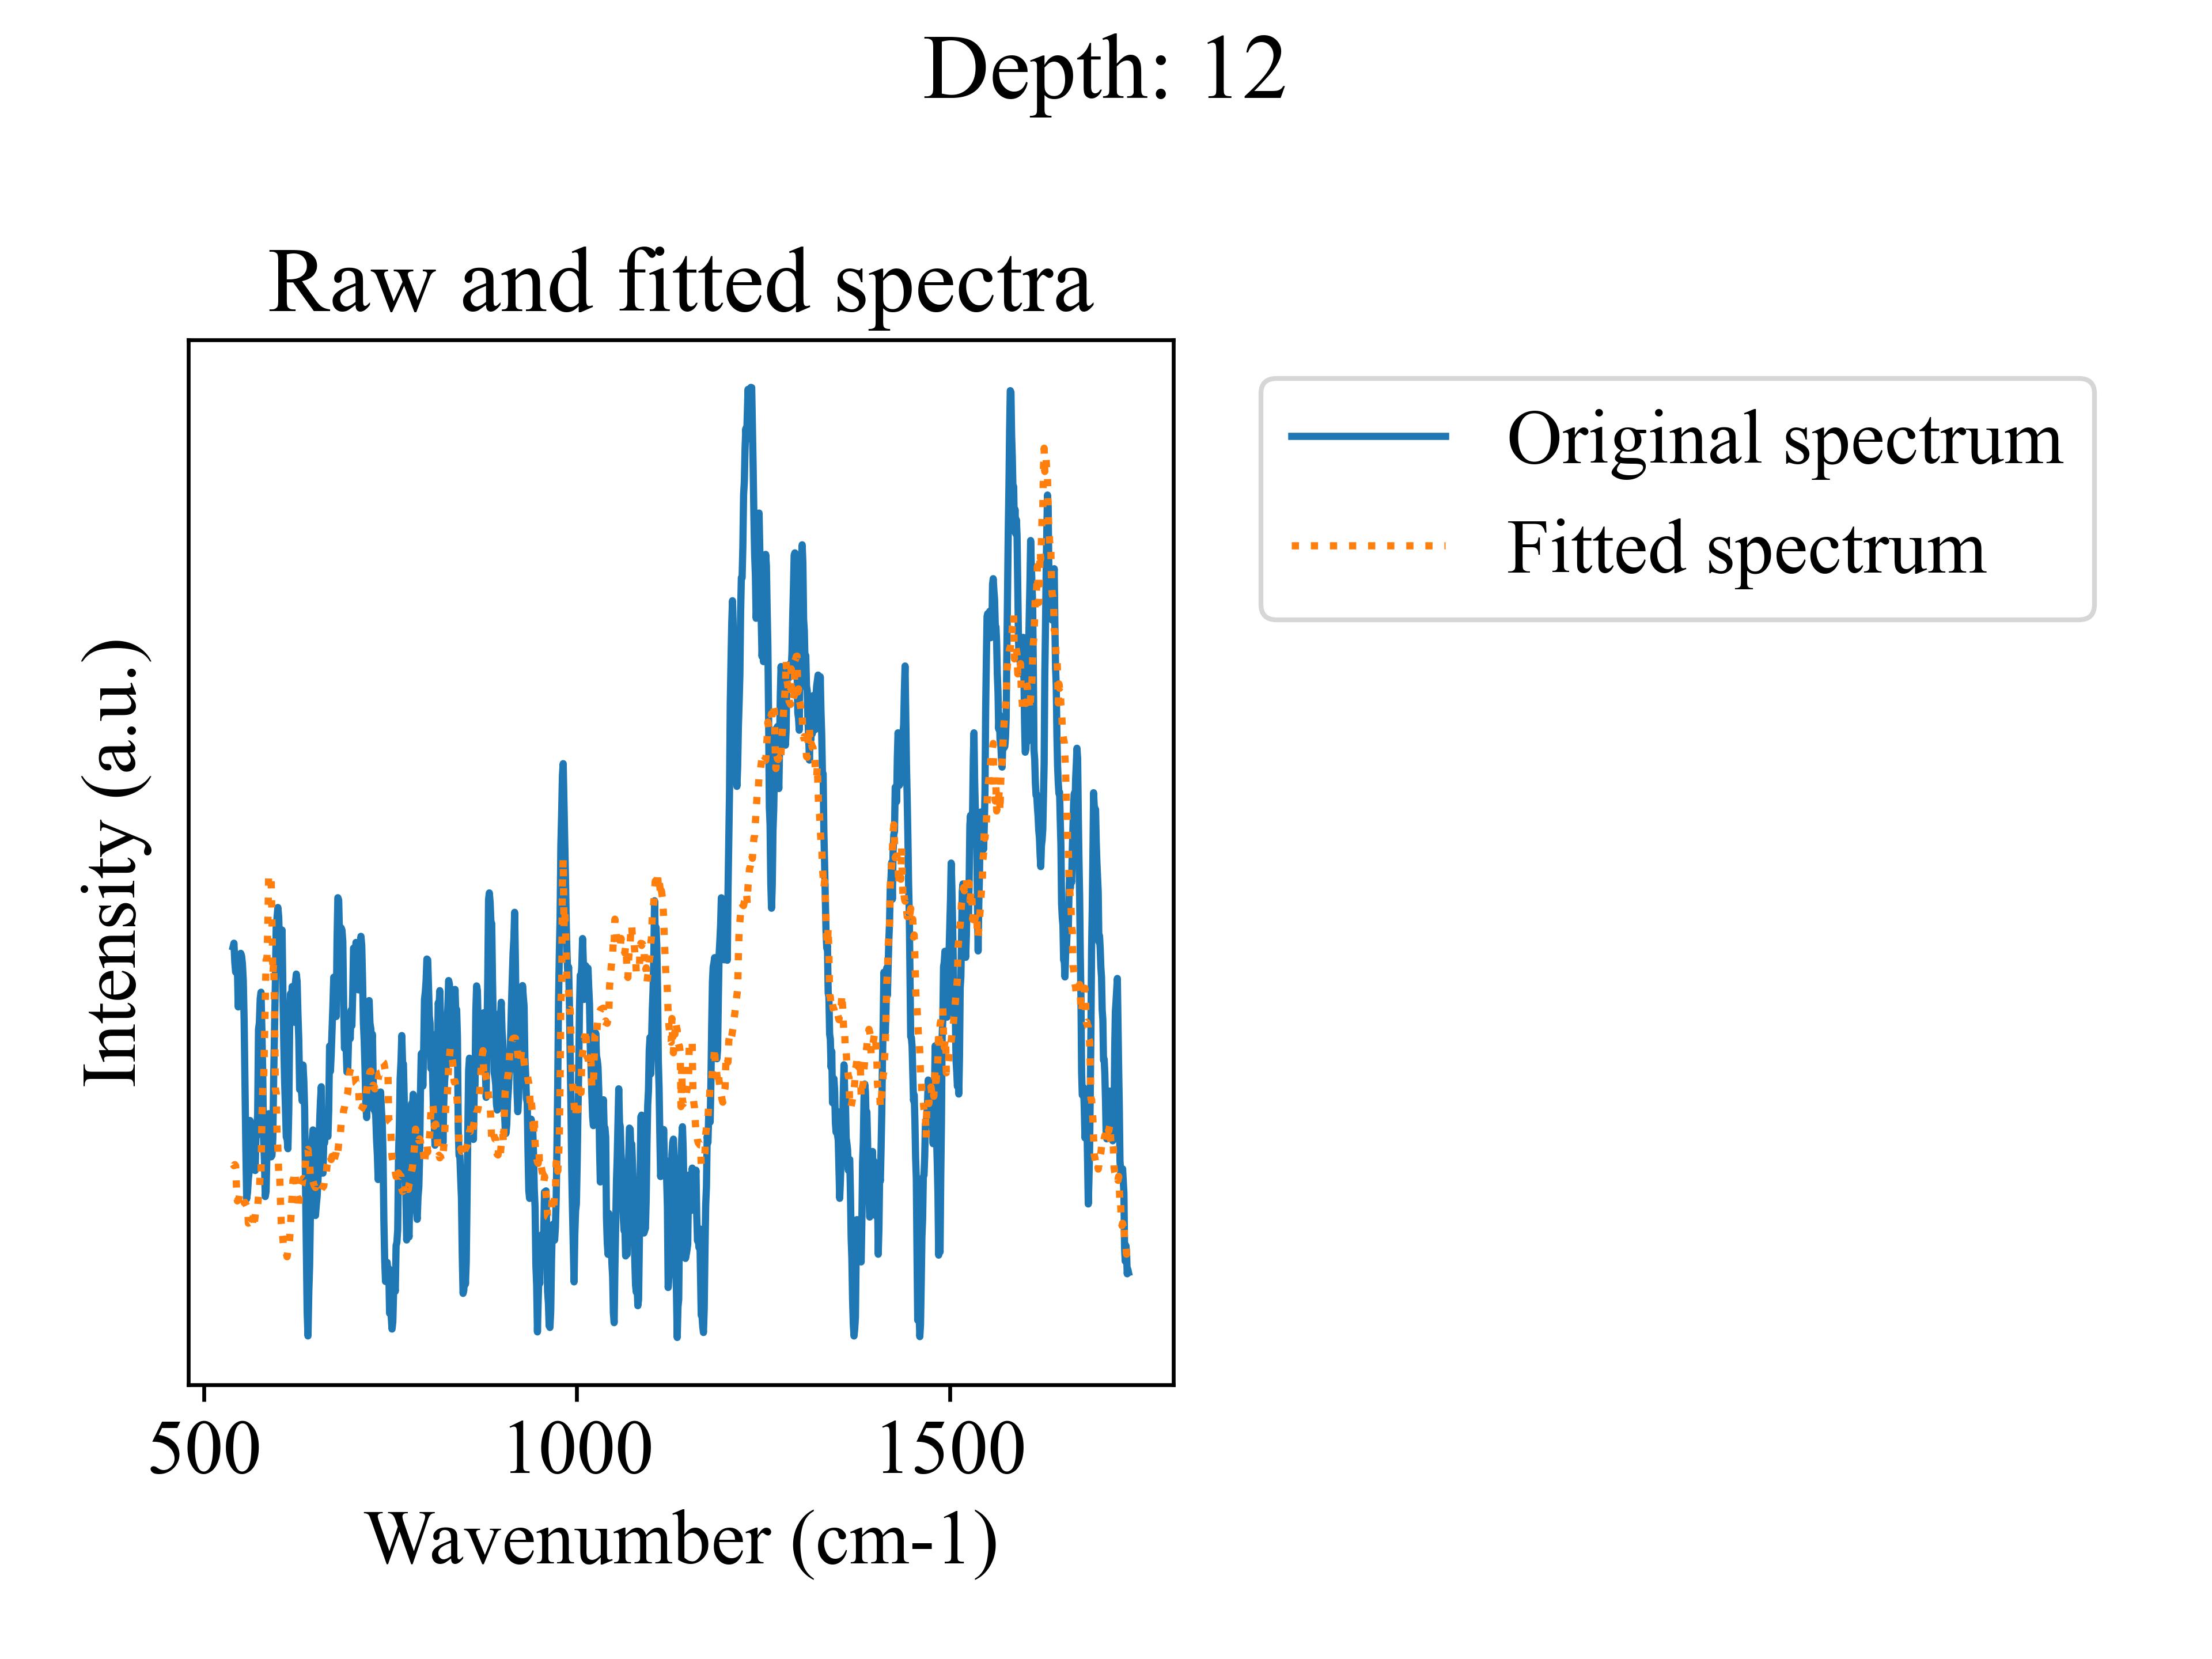 Depth: 12
Raw and fitted spectra
Original spectrum
Fitted spectrum
Intensity (a.u.)
500 1000 1500
Wavenumber (cm-1)